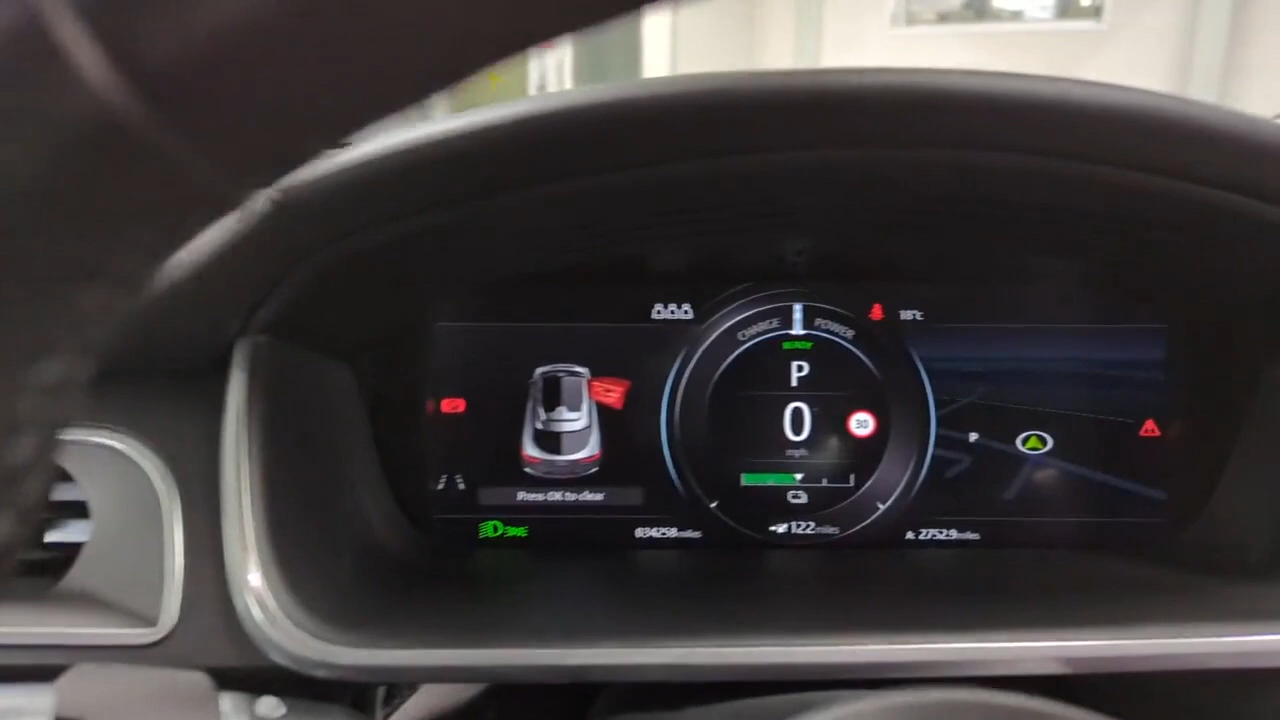 18°C
CHARGE POWER
READY
P
0
mph
30
P
Press OK to clear
034258 miles
122 miles
A: 2752.9 miles